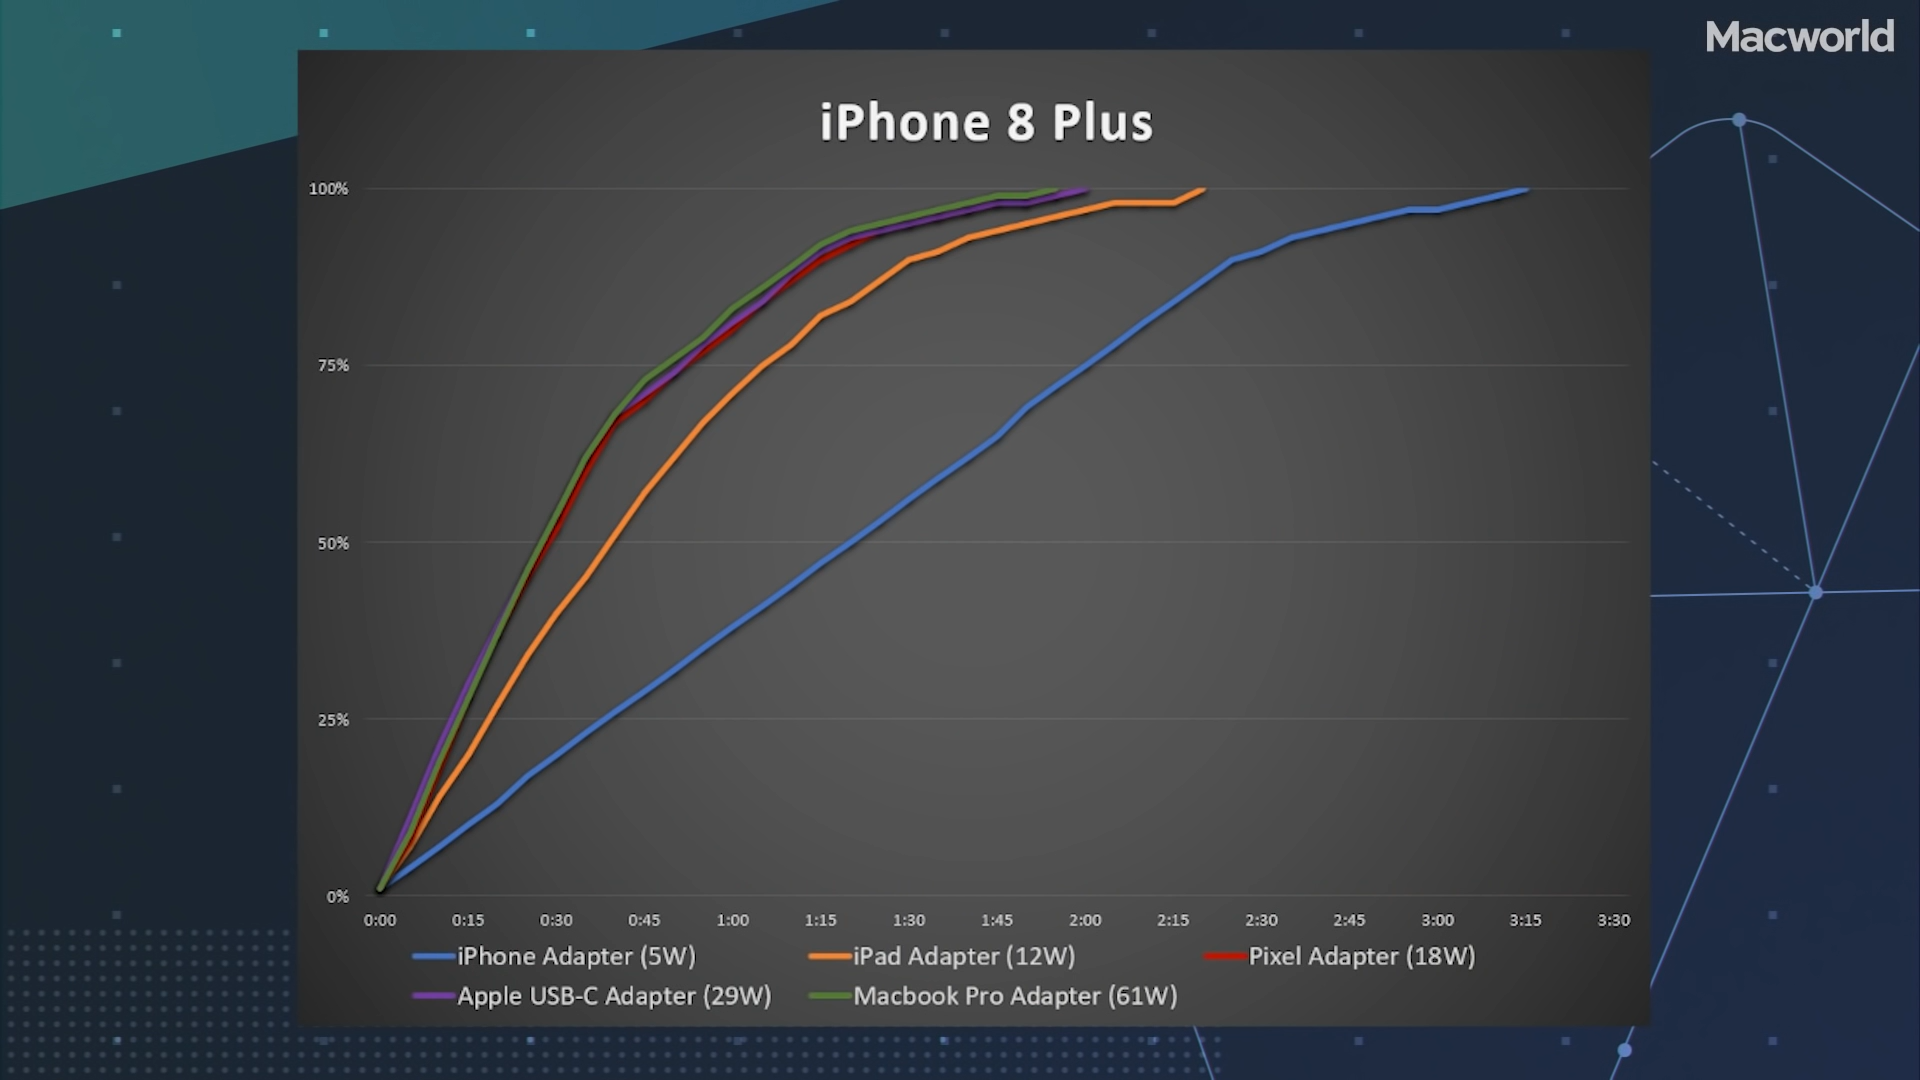 Macworld
iPhone 8 Plus
100%
75%
50%
25%
0%
0:00 0:15 0:30 0:45 1:00 1:15 1:30 1:45 2:00 2:15 2:30 2:45 3:00 3:15 3:30
iPhone Adapter (5W) iPad Adapter (12W) Pixel Adapter (18W)
Apple USB-C Adapter (29W) Macbook Pro Adapter (61W)